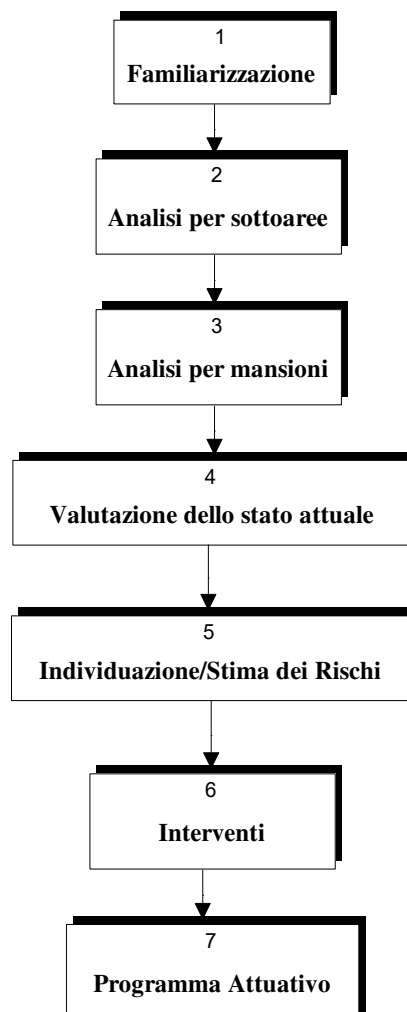 1
Familiarizzazione
2
Analisi per sottoaree
3
Analisi per mansioni
4
Valutazione dello stato attuale
5
Individuazione/Stima dei Rischi
6
Interventi
7
Programma Attuativo